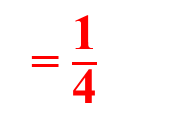 = 1/4